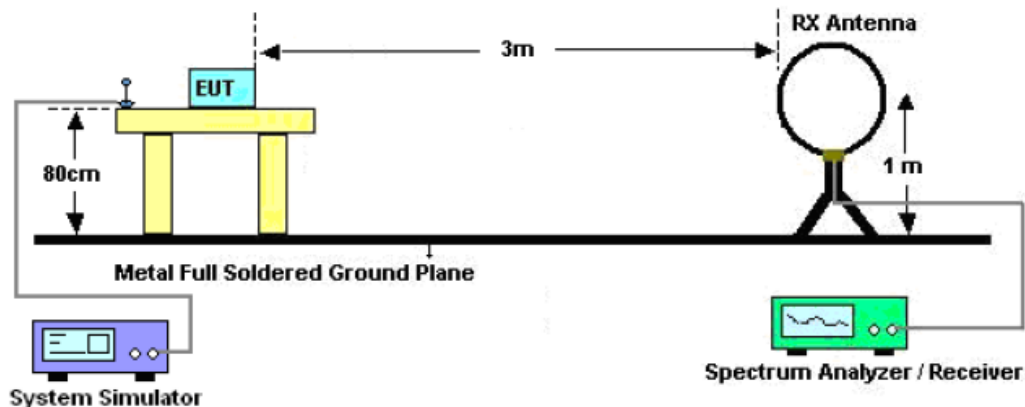 RX Antenna
3m
EUT
80cm
1 m
Metal Full Soldered Ground Plane
System Simulator
Spectrum Analyzer / Receiver